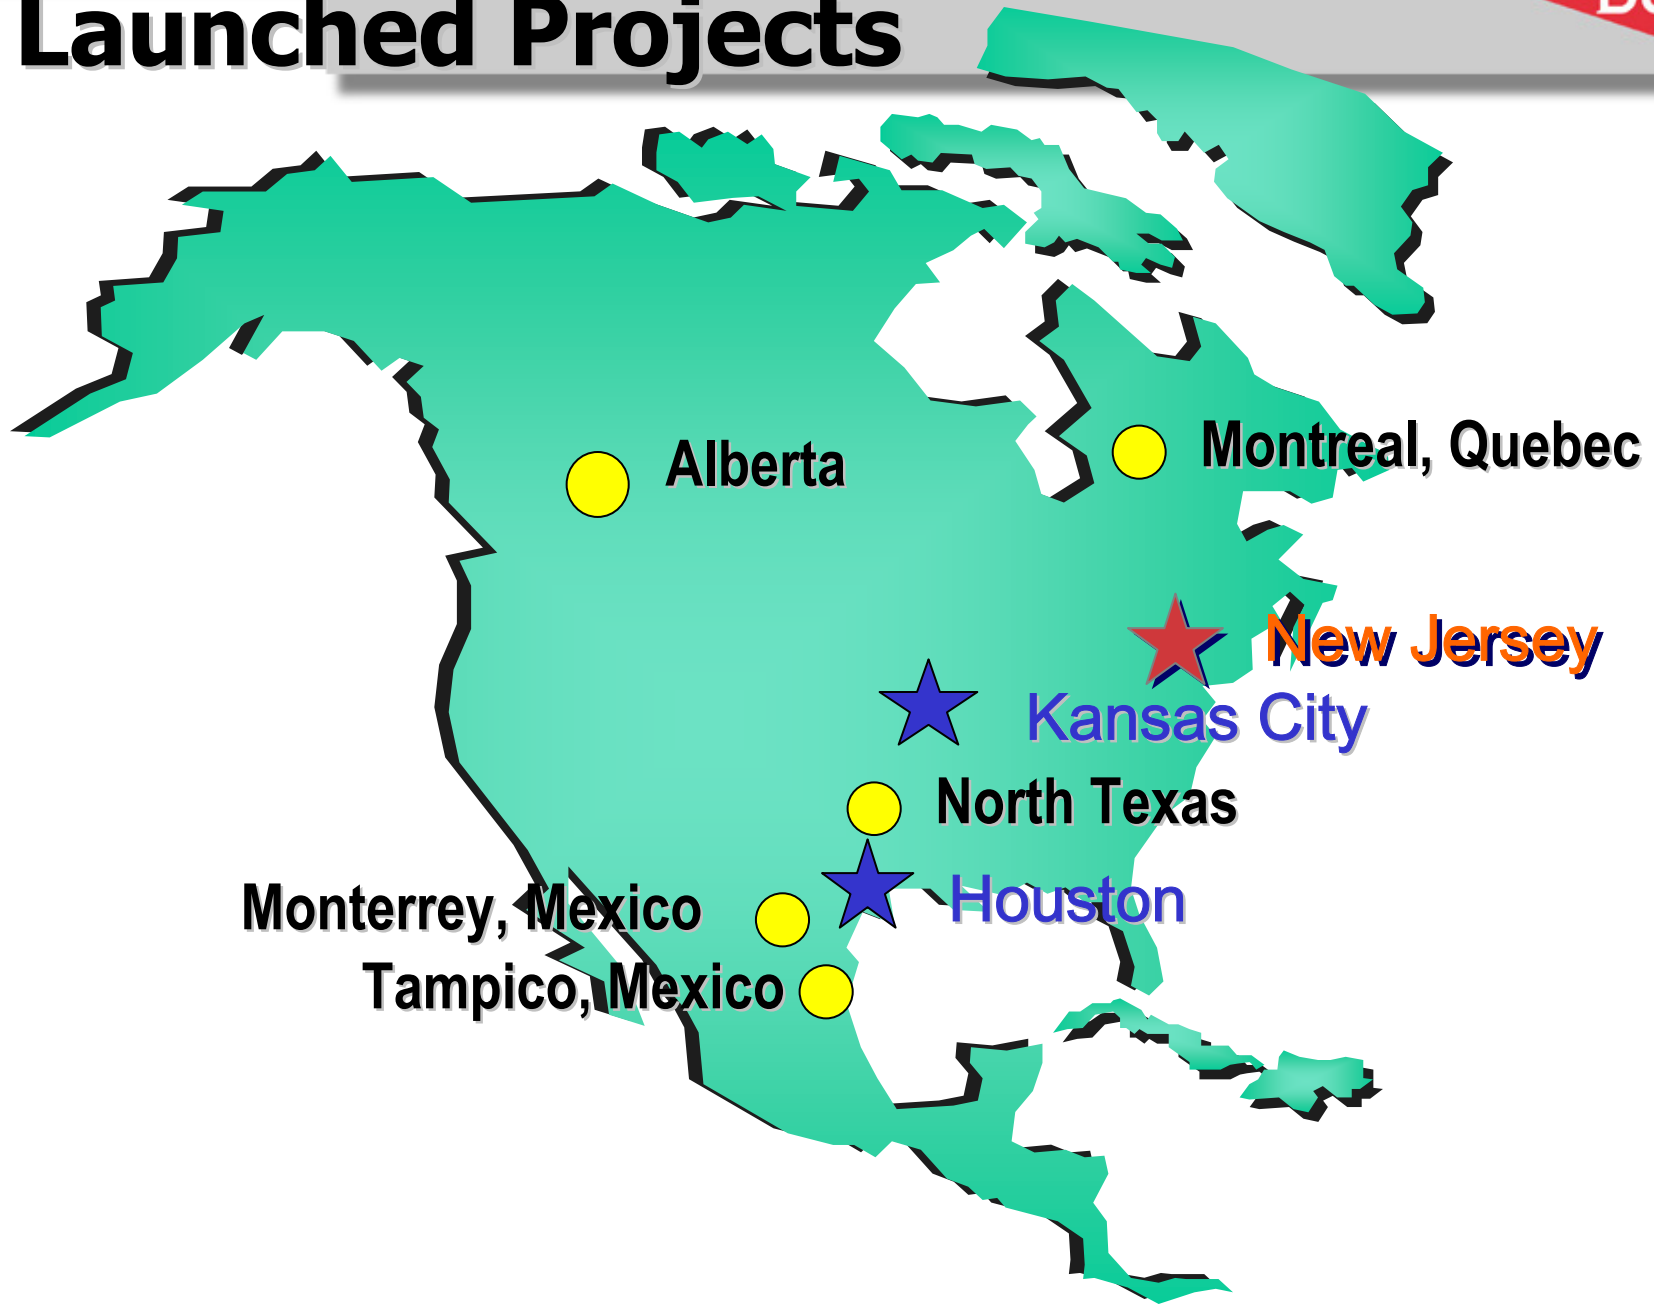 Launched Projects
Alberta
Montreal, Quebec
New Jersey
Kansas City
North Texas
Monterrey, Mexico
Houston
Tampico, Mexico